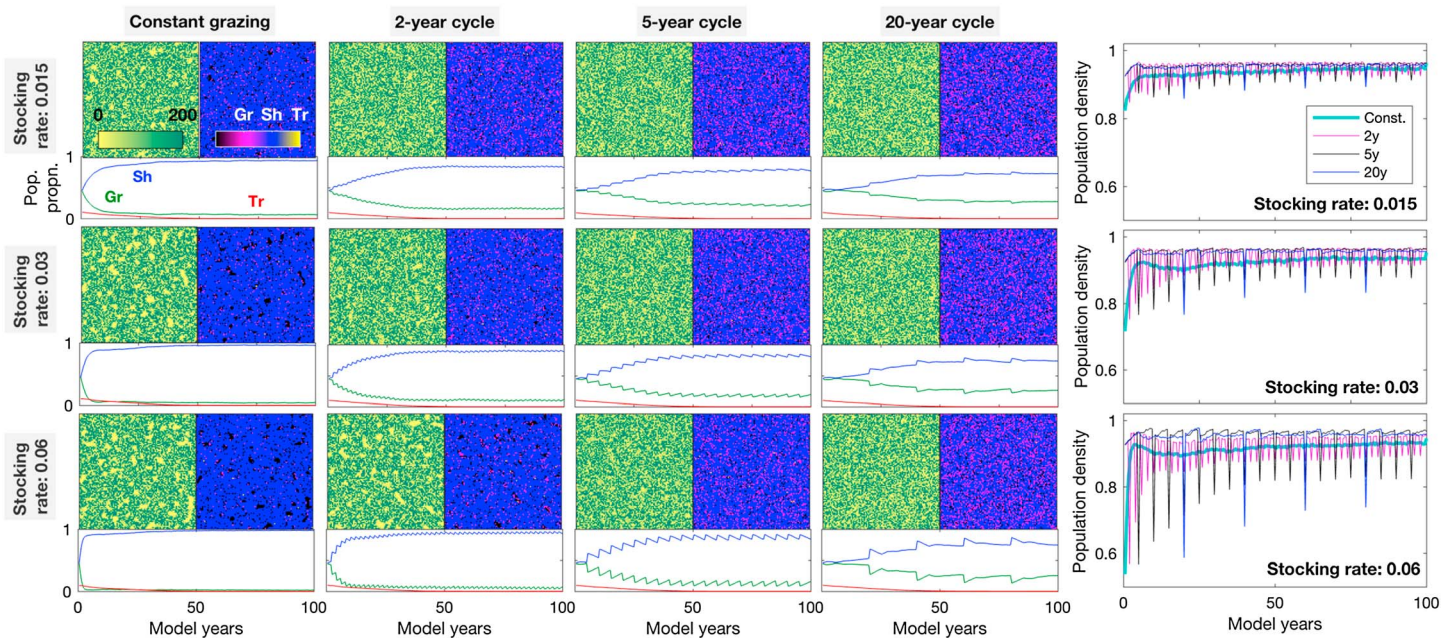 Constant grazing
2-year cycle
5-year cycle
20-year cycle
Stocking
rate: 0.015
0
200
Gr Sh Tr
Pop.
propn.
1
0
Sh
Gr
Tr
Stocking
rate: 0.03
1
0
Stocking
rate: 0.06
1
0
0
50
100
0
50
100
0
50
100
0
50
100
Model years
Model years
Model years
Model years
Population density
1
0.8
0.6
Const.
2y
5y
20y
Stocking rate: 0.015
Population density
1
0.8
0.6
Stocking rate: 0.03
Population density
1
0.8
0.6
Stocking rate: 0.06
0
50
100
Model years